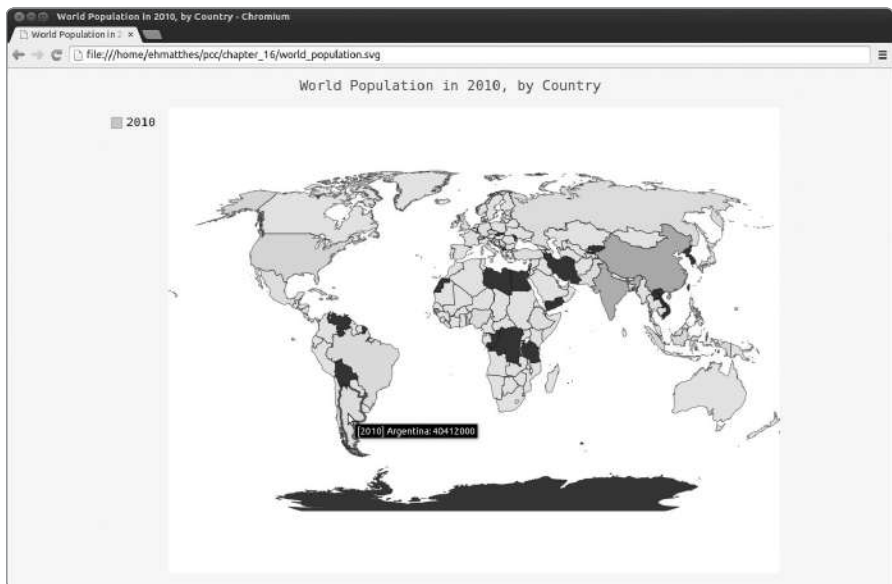 World Population in 2010, by Country - Chromium
World Population in 2
file:///home/ehmatthes/pcc/chapter_16/world_population.svg
World Population in 2010, by Country
2010
[2010] Argentina: 40412000